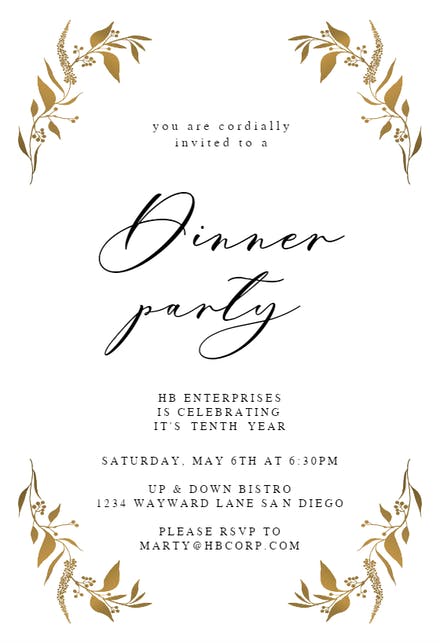 you are cordially
invited to a
Dinner
party
HB ENTERPRISES
IS CELEBRATING
IT'S TENTH YEAR
SATURDAY, MAY 6TH AT 6:30PM
UP & DOWN BISTRO
1234 WAYWARD LANE SAN DIEGO
PLEASE RSVP TO
MARTY@HBCORP.COM